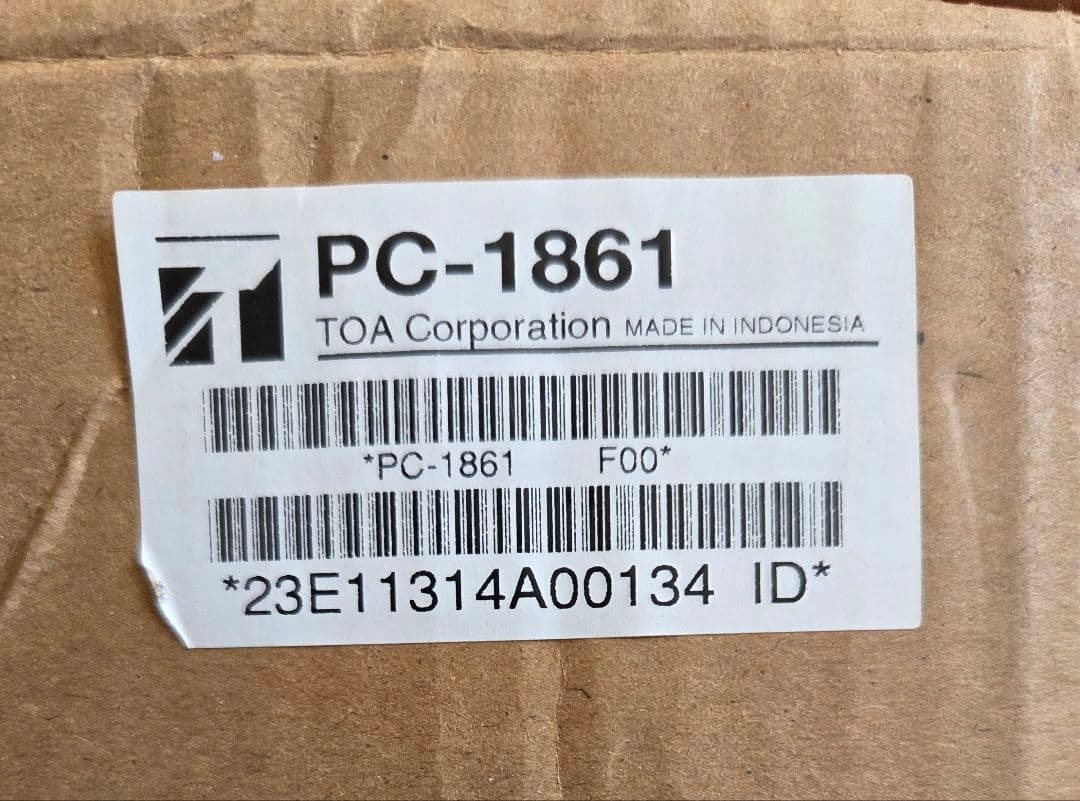 PC-1861
TOA Corporation MADE IN INDONESIA
*PC-1861 F00*
*23E11314A00134 ID*